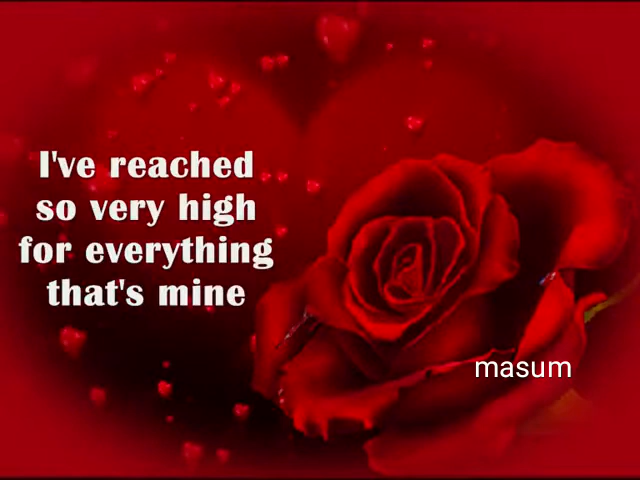 I've reached
so very high
for everything
that's mine
masum